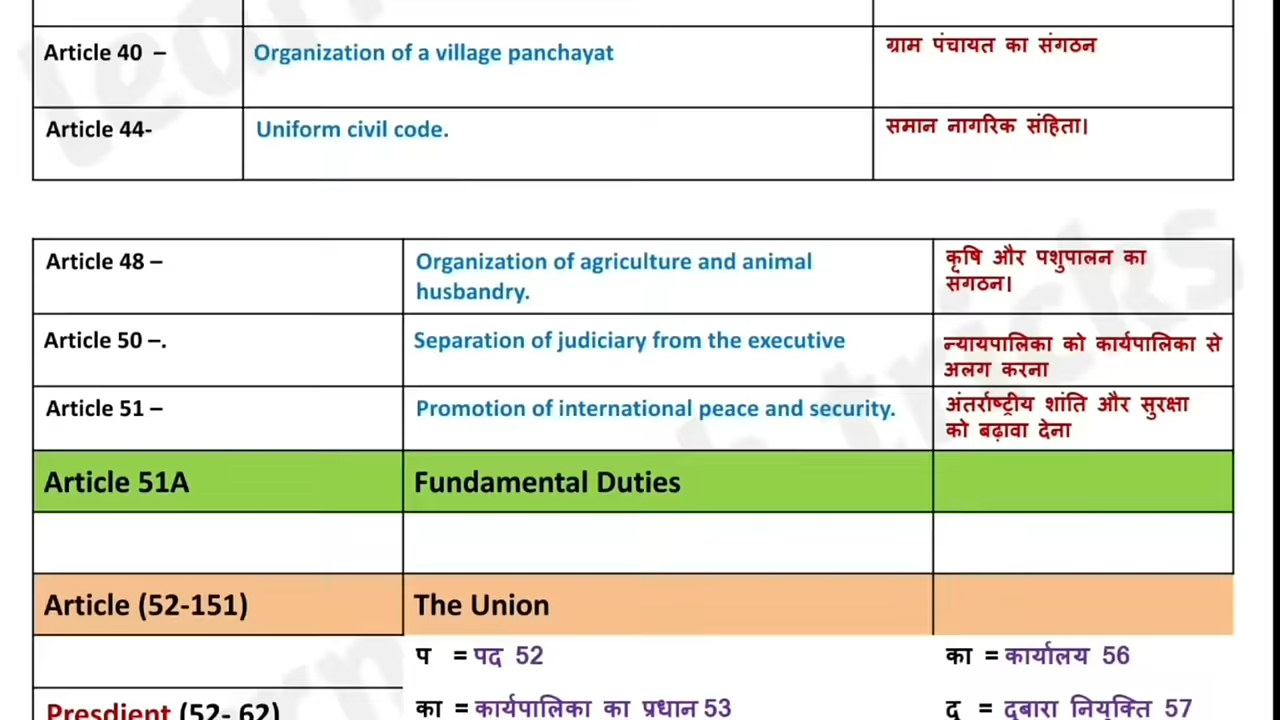 Article 40 – Organization of a village panchayat ग्राम पंचायत का संगठन
Article 44- Uniform civil code. समान नागरिक संहिता।
Article 48 – Organization of agriculture and animal husbandry. कृषि और पशुपालन का संगठन।
Article 50 –. Separation of judiciary from the executive न्यायपालिका को कार्यपालिका से अलग करना
Article 51 – Promotion of international peace and security. अंतर्राष्ट्रीय शांति और सुरक्षा को बढ़ावा देना
Article 51A Fundamental Duties
Article (52-151) The Union
प = पद 52 का = कार्यालय 56
Presdient (52- 62) का = कार्यपालिका का प्रधान 53 दु = दुबारा नियुक्ति 57